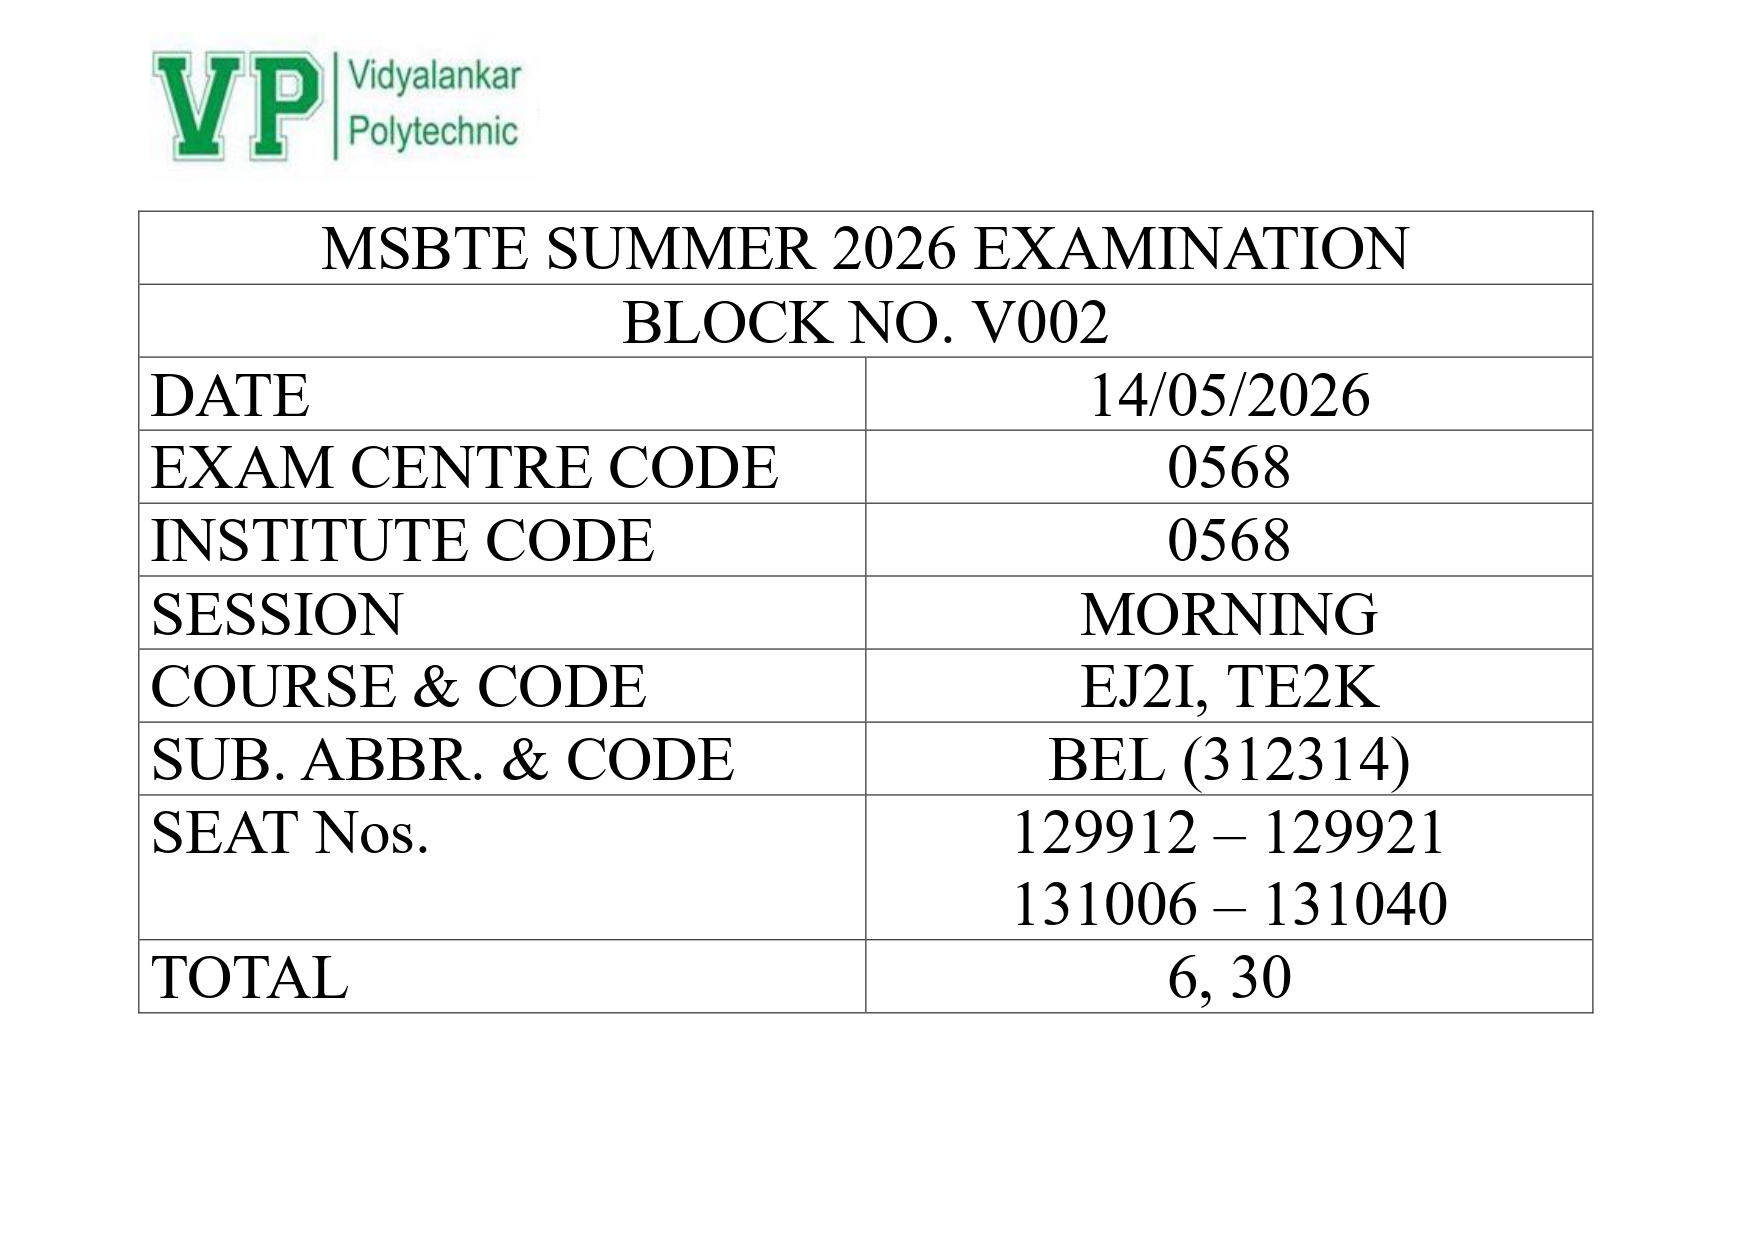 VP Vidyalankar
Polytechnic
MSBTE SUMMER 2026 EXAMINATION
BLOCK NO. V002
DATE 14/05/2026
EXAM CENTRE CODE 0568
INSTITUTE CODE 0568
SESSION MORNING
COURSE & CODE EJ2I, TE2K
SUB. ABBR. & CODE BEL (312314)
SEAT Nos. 129912 – 129921
131006 – 131040
TOTAL 6, 30